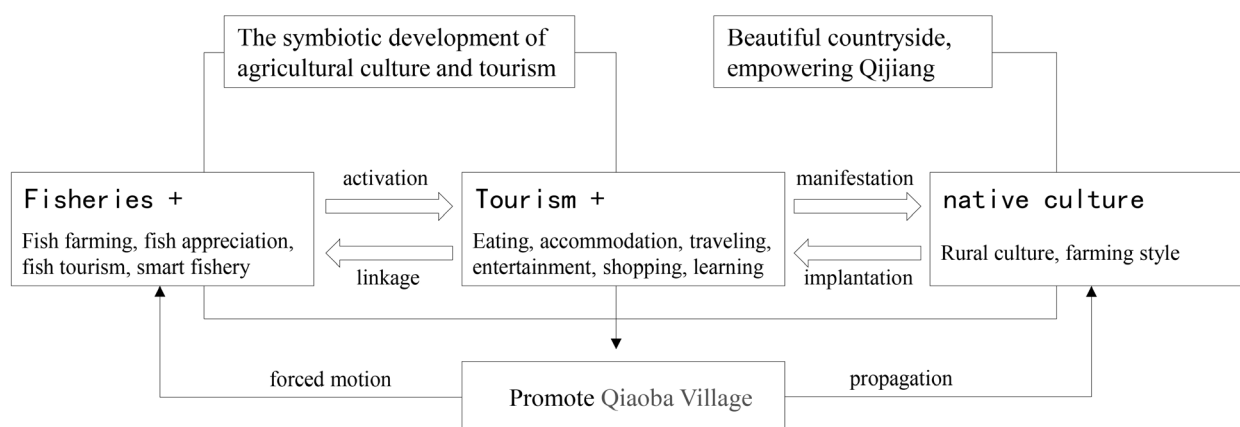 The symbiotic development of
agricultural culture and tourism
Beautiful countryside,
empowering Qijiang
Fisheries +
Fish farming, fish appreciation,
fish tourism, smart fishery
activation
linkage
Tourism +
Eating, accommodation, traveling,
entertainment, shopping, learning
manifestation
implantation
native culture
Rural culture, farming style
forced motion
Promote Qiaoba Village
propagation